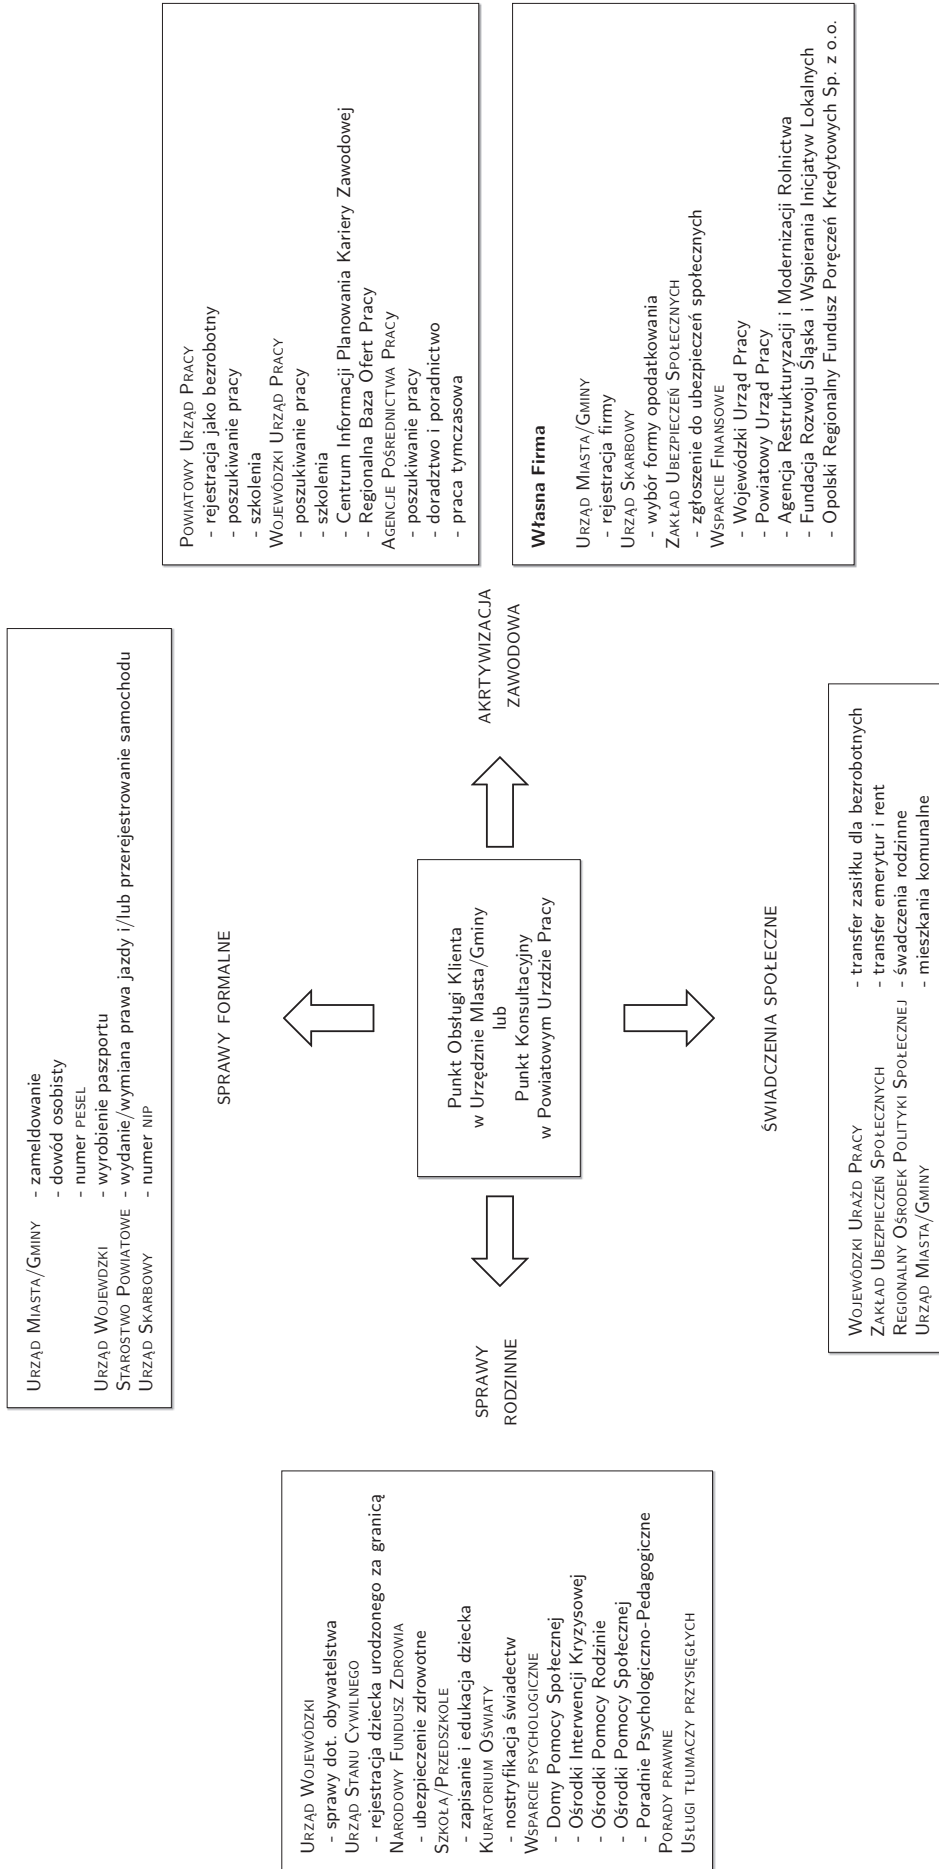 URZĄD MIASTA/GMINY - zameldowanie
- dowód osobisty
- numer PESEL
URZĄD WOJEWDZKI - wyrobienie paszportu
STAROSTWO POWIATOWE - wydanie/wymiana prawa jazdy i/lub przerejestrowanie samochodu
URZĄD SKARBOWY - numer NIP
SPRAWY FORMALNE
URZĄD WOJEWÓDZKI
- sprawy dot. obywatelstwa
URZĄD STANU CYWILNEGO
- rejestracja dziecka urodzonego za granicą
NARODOWY FUNDUSZ ZDROWIA
- ubezpieczenie zdrowotne
SZKOŁA/PRZEDSZKOLE
- zapisanie i edukacja dziecka
KURATORIUM OŚWIATY
- nostryfikacja świadectw
WSPARCIE PSYCHOLOGICZNE
- Domy Pomocy Społecznej
- Ośrodki Interwencji Kryzysowej
- Ośrodki Pomocy Rodzinie
- Ośrodki Pomocy Społecznej
- Poradnie Psychologiczno-Pedagogiczne
PORADY PRAWNE
USŁUGI TŁUMACZY PRZYSIĘGŁYCH
SPRAWY
RODZINNE
Punkt Obsługi Klienta
w Urzędznie Mlasta/Gminy
lub
Punkt Konsultacyjny
w Powiatowym Urzdzie Pracy
AKRTYWIZACJA
ZAWODOWA
POWIATOWY URZĄD PRACY
- rejestracja jako bezrobotny
- poszukiwanie pracy
- szkolenia
WOJEWÓDZKI URZĄD PRACY
- poszukiwanie pracy
- szkolenia
- Centrum Informacji Planowania Kariery Zawodowej
- Regionalna Baza Ofert Pracy
AGENCJE POŚREDNICTWA PRACY
- poszukiwanie pracy
- doradztwo i poradnictwo
- praca tymczasowa
Własna Firma
URZĄD MIASTA/GMINY
- rejestracja firmy
URZĄD SKARBOWY
- wybór formy opodatkowania
ZAKŁAD UBEZPIECZEŃ SPOŁECZNYCH
- zgłoszenie do ubezpieczeń społecznych
WSPARCIE FINANSOWE
- Wojewódzki Urząd Pracy
- Powiatowy Urząd Pracy
- Agencja Restrukturyzacji i Modernizacji Rolnictwa
- Fundacja Rozwoju Śląska i Wspierania Inicjatyw Lokalnych
- Opolski Regionalny Fundusz Poręczeń Kredytowych Sp. z o.o.
ŚWIADCZENIA SPOŁECZNE
WOJEWÓDZKI URAŻD PRACY - transfer zasiłku dla bezrobotnych
ZAKŁAD UBEZPIECZEŃ SPOŁECZNYCH - transfer emerytur i rent
REGIONALNY OŚRODEK POLITYKI SPOŁECZNEJ - śwadczenia rodzinne
URZĄD MIASTA/GMINY - mieszkania komunalne